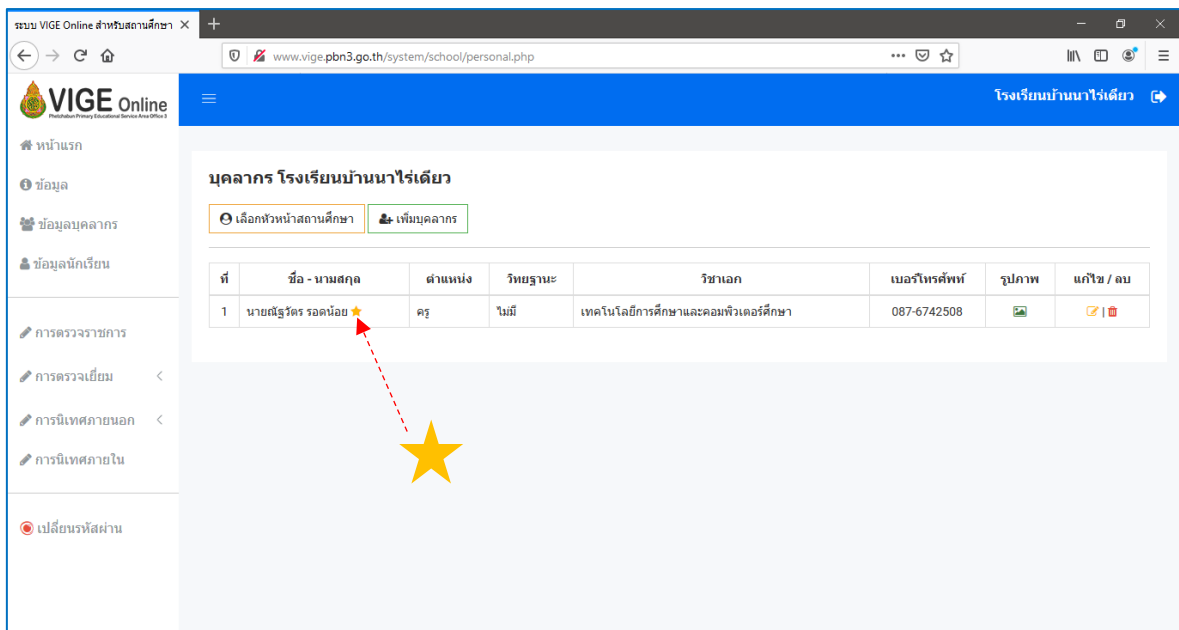 ระบบ VIGE Online สำหรับสถานศึกษา
www.vige.pbn3.go.th/system/school/personal.php
VIGE Online
Phetchabun Primary Educational Service Area Office 3
โรงเรียนบ้านนาไร่เดียว
หน้าแรก
ข้อมูล
ข้อมูลบุคลากร
ข้อมูลนักเรียน
การตรวจราชการ
การตรวจเยี่ยม
การนิเทศภายนอก
การนิเทศภายใน
เปลี่ยนรหัสผ่าน
บุคลากร โรงเรียนบ้านนาไร่เดียว
เลือกหัวหน้าสถานศึกษา เพิ่มบุคลากร
ที่ ชื่อ - นามสกุล ตำแหน่ง วิทยฐานะ วิชาเอก เบอร์โทรศัพท์ รูปภาพ แก้ไข / ลบ
1 นายณัฐวัตร รอดน้อย ครู ไม่มี เทคโนโลยีการศึกษาและคอมพิวเตอร์ศึกษา 087-6742508 |